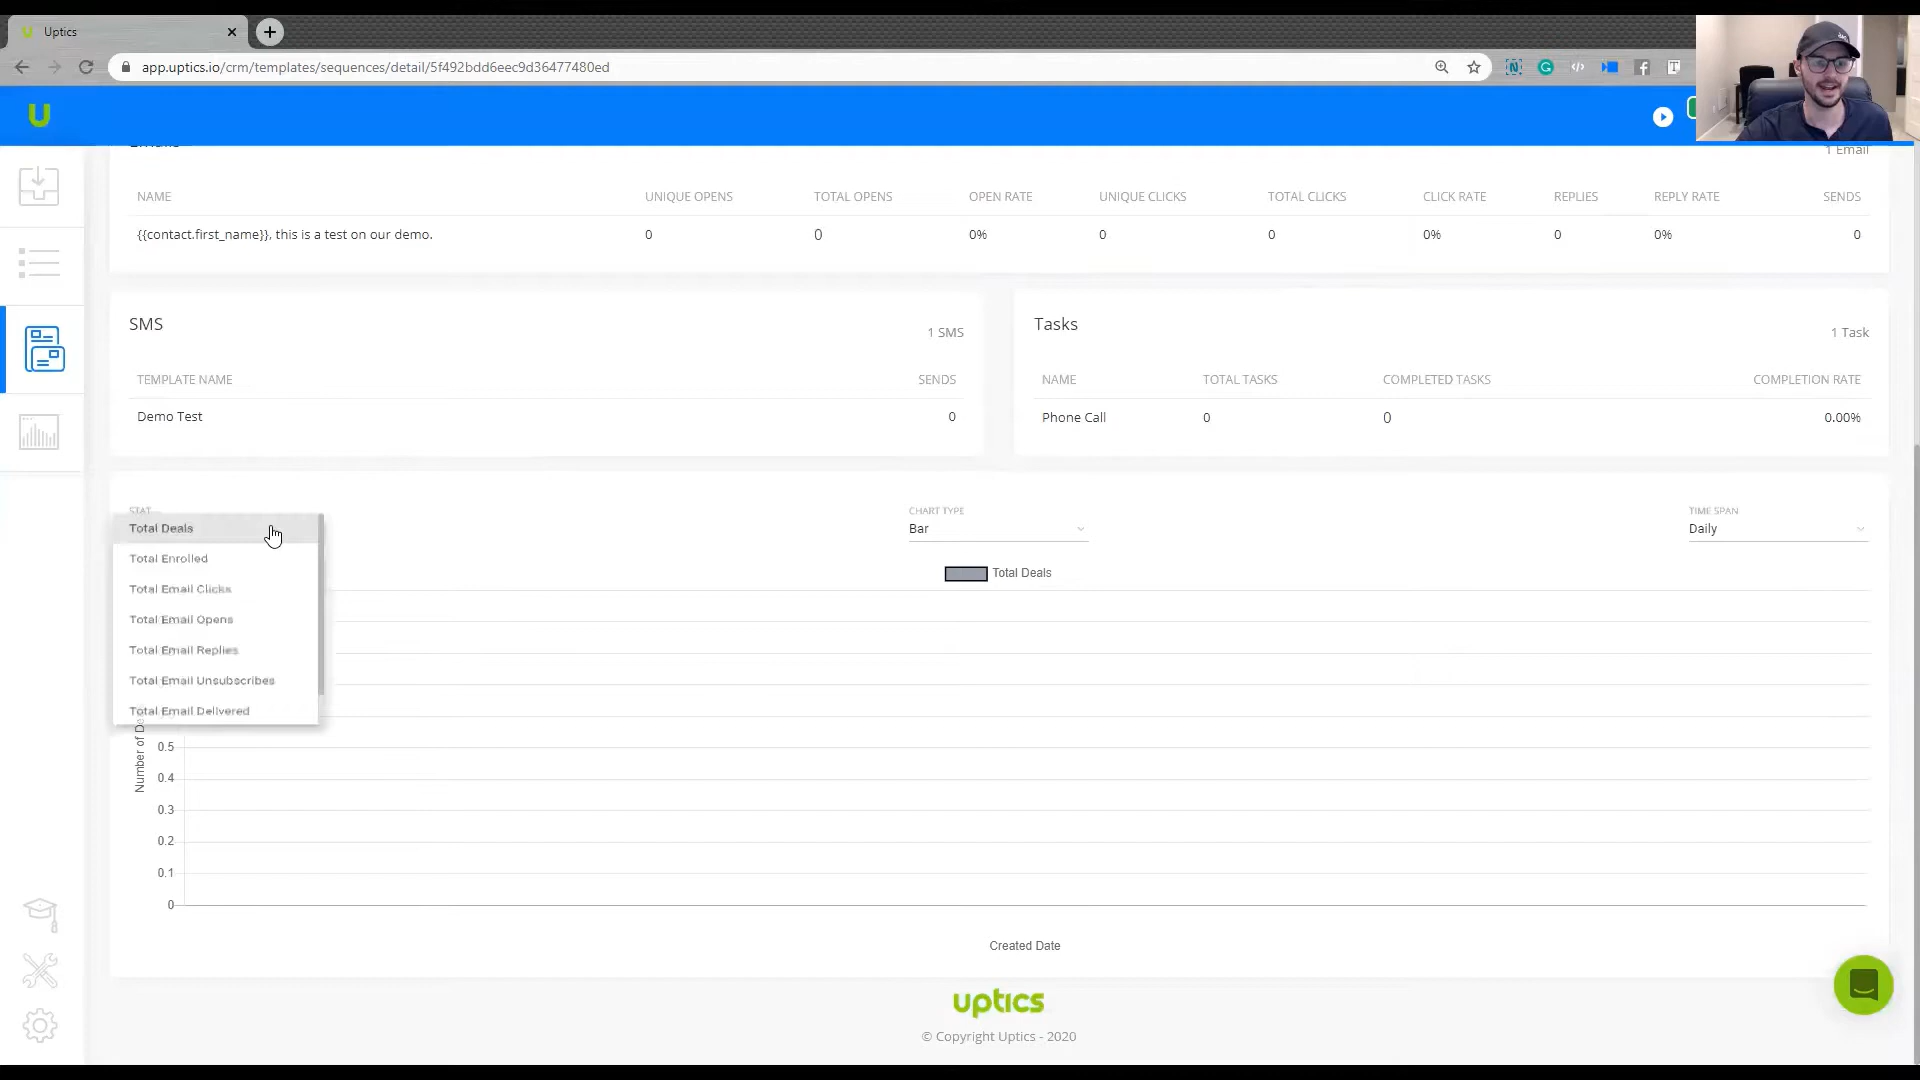 Uptics
app.uptics.io/crm/templates/sequences/detail/5f492bdd6eec9d36477480ed
1 Email
NAME UNIQUE OPENS TOTAL OPENS OPEN RATE UNIQUE CLICKS TOTAL CLICKS CLICK RATE REPLIES REPLY RATE SENDS
{{contact.first_name}}, this is a test on our demo. 0 0 0% 0 0 0% 0 0% 0
SMS
1 SMS
TEMPLATE NAME SENDS
Demo Test 0
Tasks
1 Task
NAME TOTAL TASKS COMPLETED TASKS COMPLETION RATE
Phone Call 0 0 0.00%
STAT
Total Deals
Total Enrolled
Total Email Clicks
Total Email Opens
Total Email Replies
Total Email Unsubscribes
Total Email Delivered
CHART TYPE
Bar
TIME SPAN
Daily
Total Deals
Number of De
0.5
0.4
0.3
0.2
0.1
0
Created Date
uptics
© Copyright Uptics - 2020